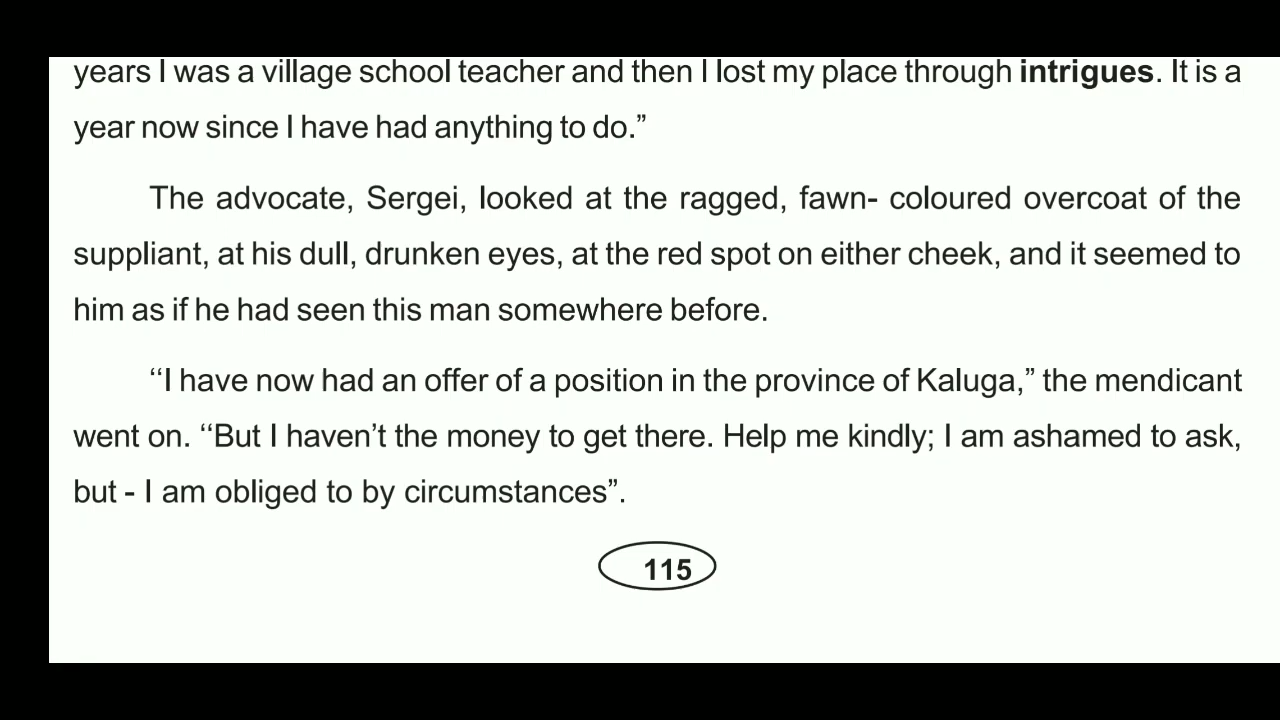 years I was a village school teacher and then I lost my place through intrigues. It is a
year now since I have had anything to do.”
The advocate, Sergei, looked at the ragged, fawn- coloured overcoat of the
suppliant, at his dull, drunken eyes, at the red spot on either cheek, and it seemed to
him as if he had seen this man somewhere before.
‘‘I have now had an offer of a position in the province of Kaluga,” the mendicant
went on. ‘‘But I haven’t the money to get there. Help me kindly; I am ashamed to ask,
but - I am obliged to by circumstances”.
115